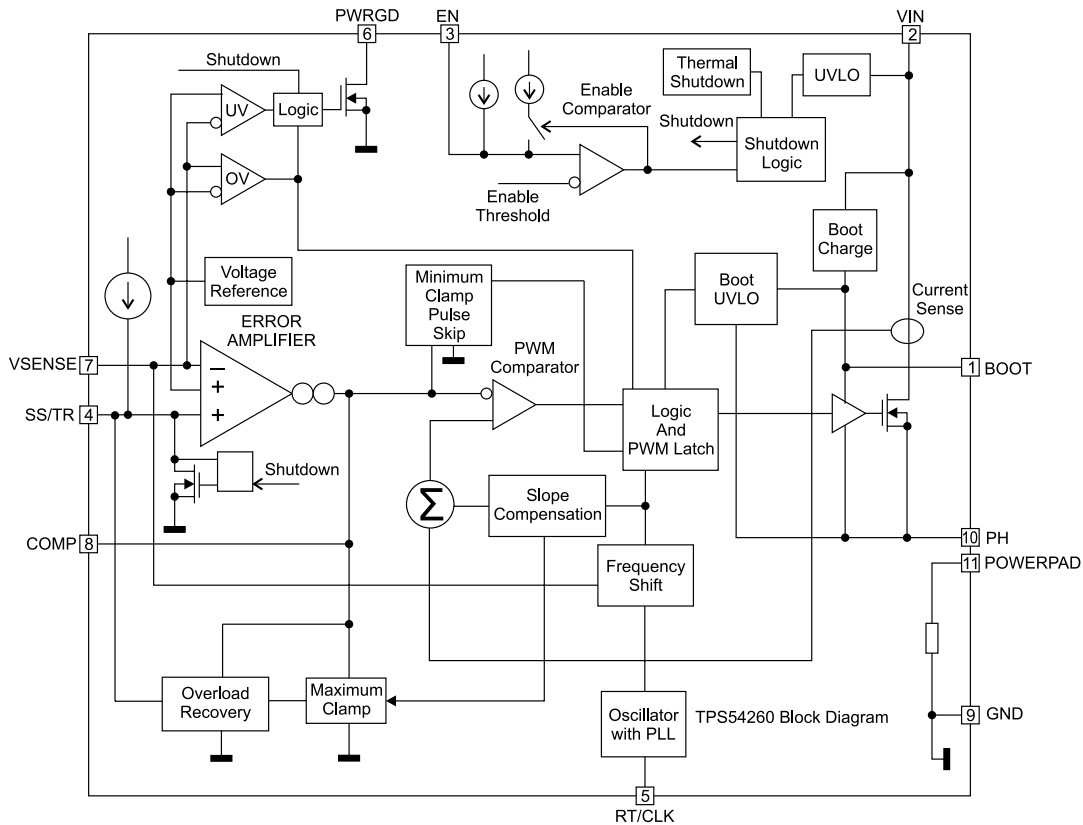 PWRGD
6
EN
3
VIN
2
Shutdown
UV
Logic
OV
Enable
Comparator
Enable
Threshold
Thermal
Shutdown
UVLO
Shutdown
Shutdown
Logic
Boot
Charge
Voltage
Reference
Minimum
Clamp
Pulse
Skip
Boot
UVLO
Current
Sense
ERROR
AMPLIFIER
VSENSE 7
SS/TR 4
−
+
+
PWM
Comparator
Logic
And
PWM Latch
1 BOOT
Shutdown
Σ
Slope
Compensation
COMP 8
10 PH
11 POWERPAD
Frequency
Shift
Overload
Recovery
Maximum
Clamp
Oscillator
with PLL
TPS54260 Block Diagram
9 GND
5
RT/CLK